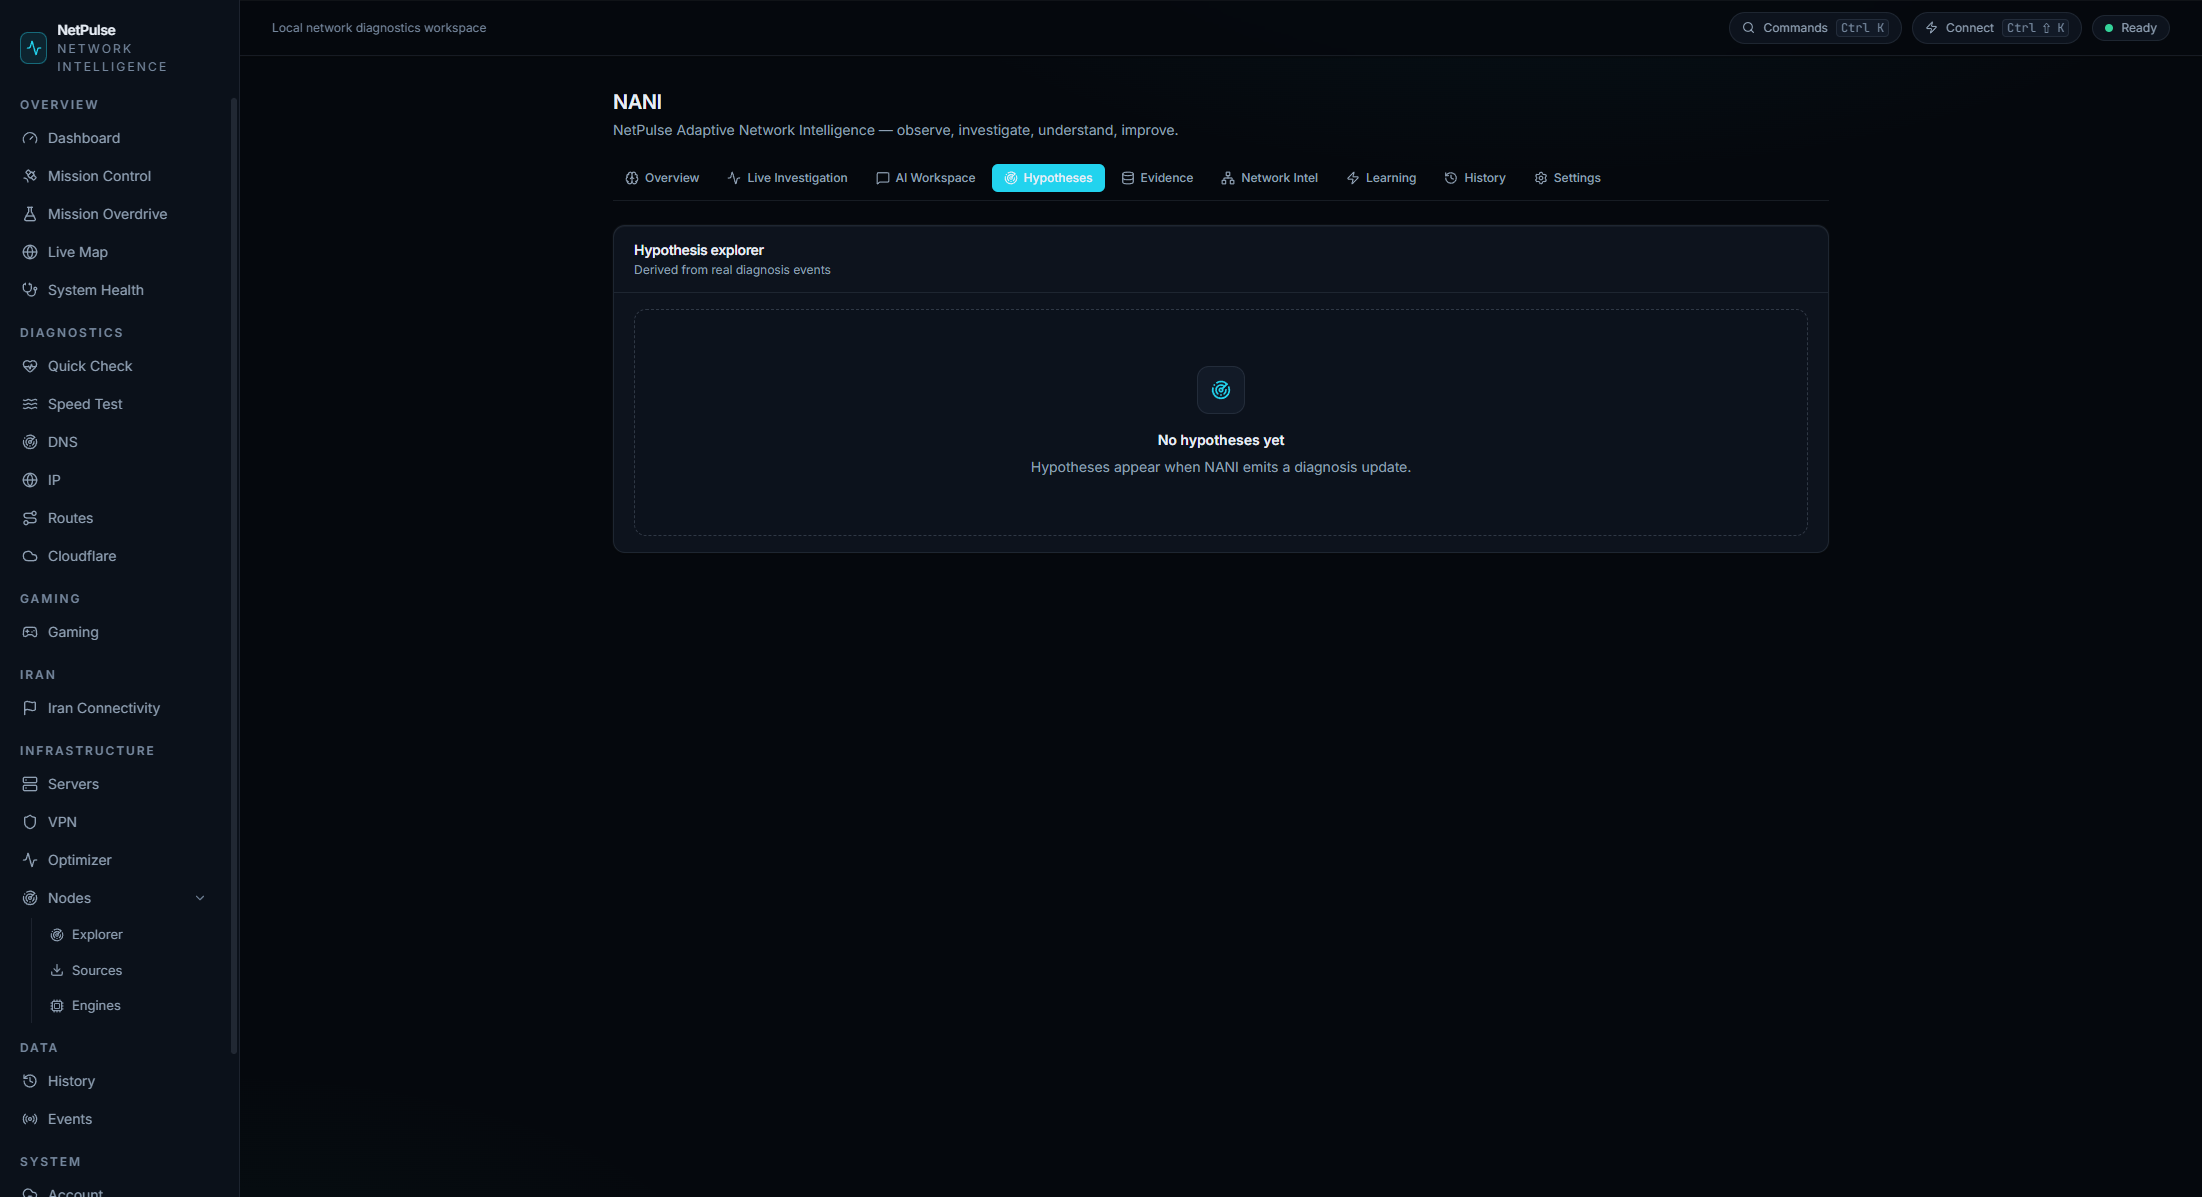 NetPulse
NETWORK
INTELLIGENCE
OVERVIEW
Dashboard
Mission Control
Mission Overdrive
Live Map
System Health
DIAGNOSTICS
Quick Check
Speed Test
DNS
IP
Routes
Cloudflare
GAMING
Gaming
IRAN
Iran Connectivity
INFRASTRUCTURE
Servers
VPN
Optimizer
Nodes
Explorer
Sources
Engines
DATA
History
Events
SYSTEM
Account
Local network diagnostics workspace
Commands Ctrl K
Connect Ctrl ⇧ K
Ready
NANI
NetPulse Adaptive Network Intelligence — observe, investigate, understand, improve.
Overview Live Investigation AI Workspace Hypotheses Evidence Network Intel Learning History Settings
Hypothesis explorer
Derived from real diagnosis events
No hypotheses yet
Hypotheses appear when NANI emits a diagnosis update.